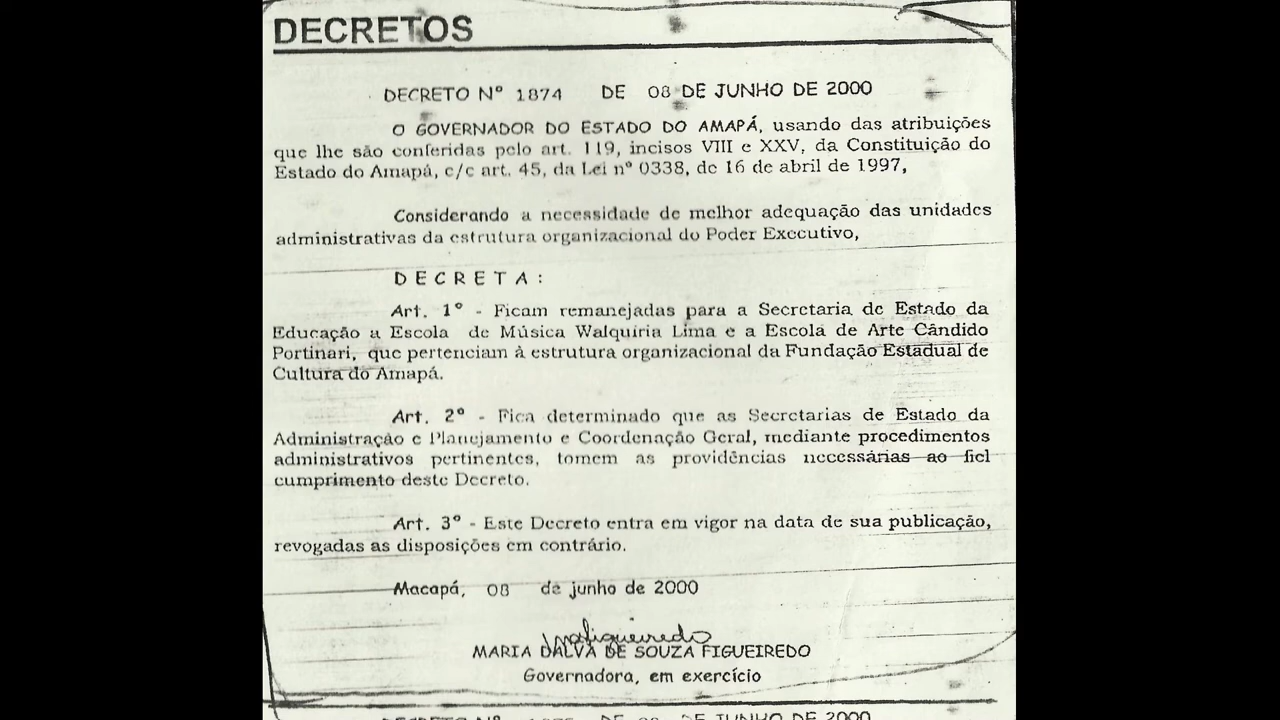 DECRETOS
DECRETO Nº 1874 DE 08 DE JUNHO DE 2000
O GOVERNADOR DO ESTADO DO AMAPÁ, usando das atribuições
que lhe são conferidas pelo art. 119, incisos VIII e XXV, da Constituição do
Estado do Amapá, c/c art. 45, da Lei nº 0338, de 16 de abril de 1997,
Considerando a necessidade de melhor adequação das unidades
administrativas da estrutura organizacional do Poder Executivo,
DECRETA:
Art. 1º - Ficam remanejadas para a Secretaria de Estado da
Educação a Escola de Música Walquíria Lima e a Escola de Arte Cândido
Portinari, que pertenciam à estrutura organizacional da Fundação Estadual de
Cultura do Amapá.
Art. 2º - Fica determinado que as Secretarias de Estado da
Administração e Planejamento e Coordenação Geral, mediante procedimentos
administrativos pertinentes, tomem as providências necessárias ao fiel
cumprimento deste Decreto.
Art. 3º - Este Decreto entra em vigor na data de sua publicação,
revogadas as disposições em contrário.
Macapá, 08 de junho de 2000
MARIA DALVA DE SOUZA FIGUEIREDO
Governadora, em exercício
DECRETO Nº DE JUNHO DE 2000